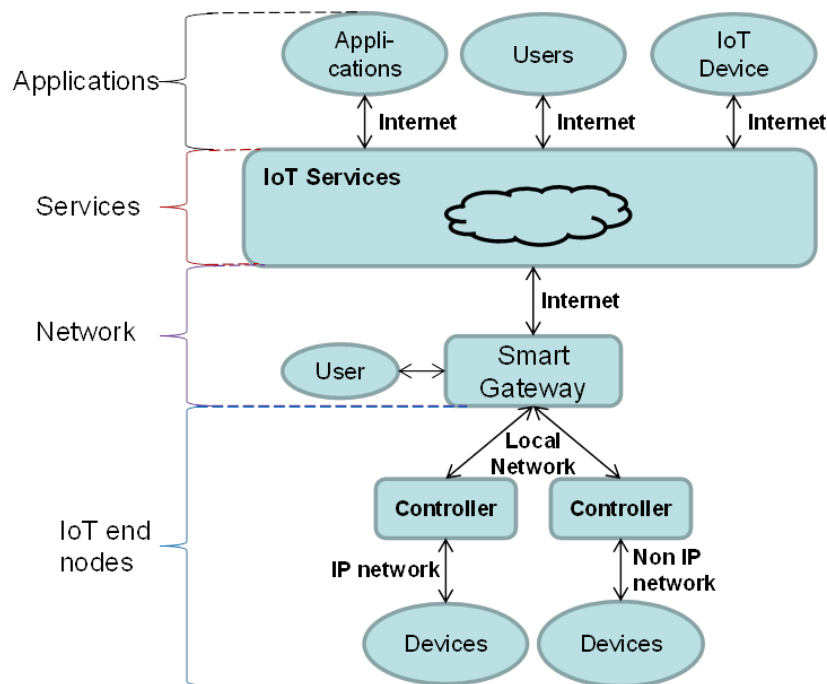 Applications
Appli-
cations
Users
IoT
Device
Internet
Internet
Internet
Services
IoT Services
Network
Internet
User
Smart
Gateway
IoT end
nodes
Local
Network
Controller
Controller
IP network
Non IP
network
Devices
Devices